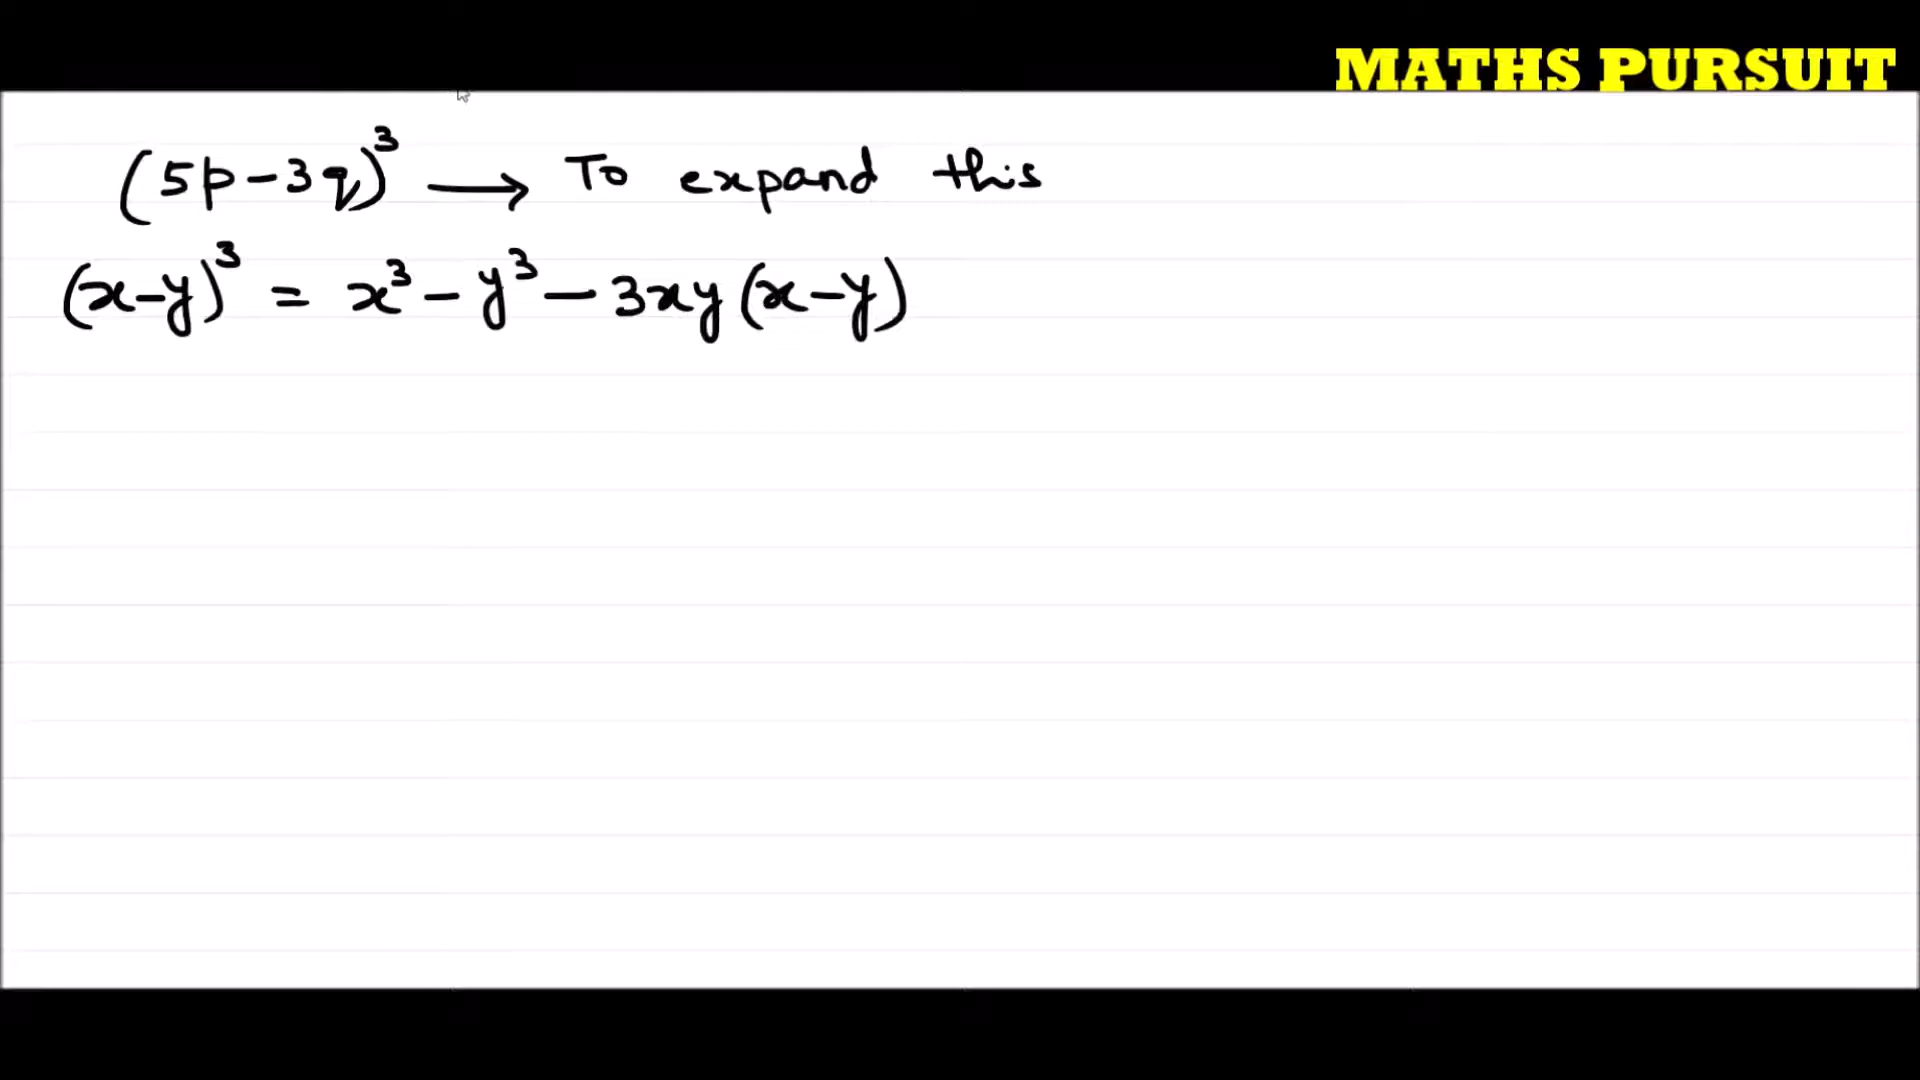 MATHS PURSUIT
(5p-3q)³ ⟶ To expand this
(x-y)³ = x³ - y³ - 3xy(x-y)